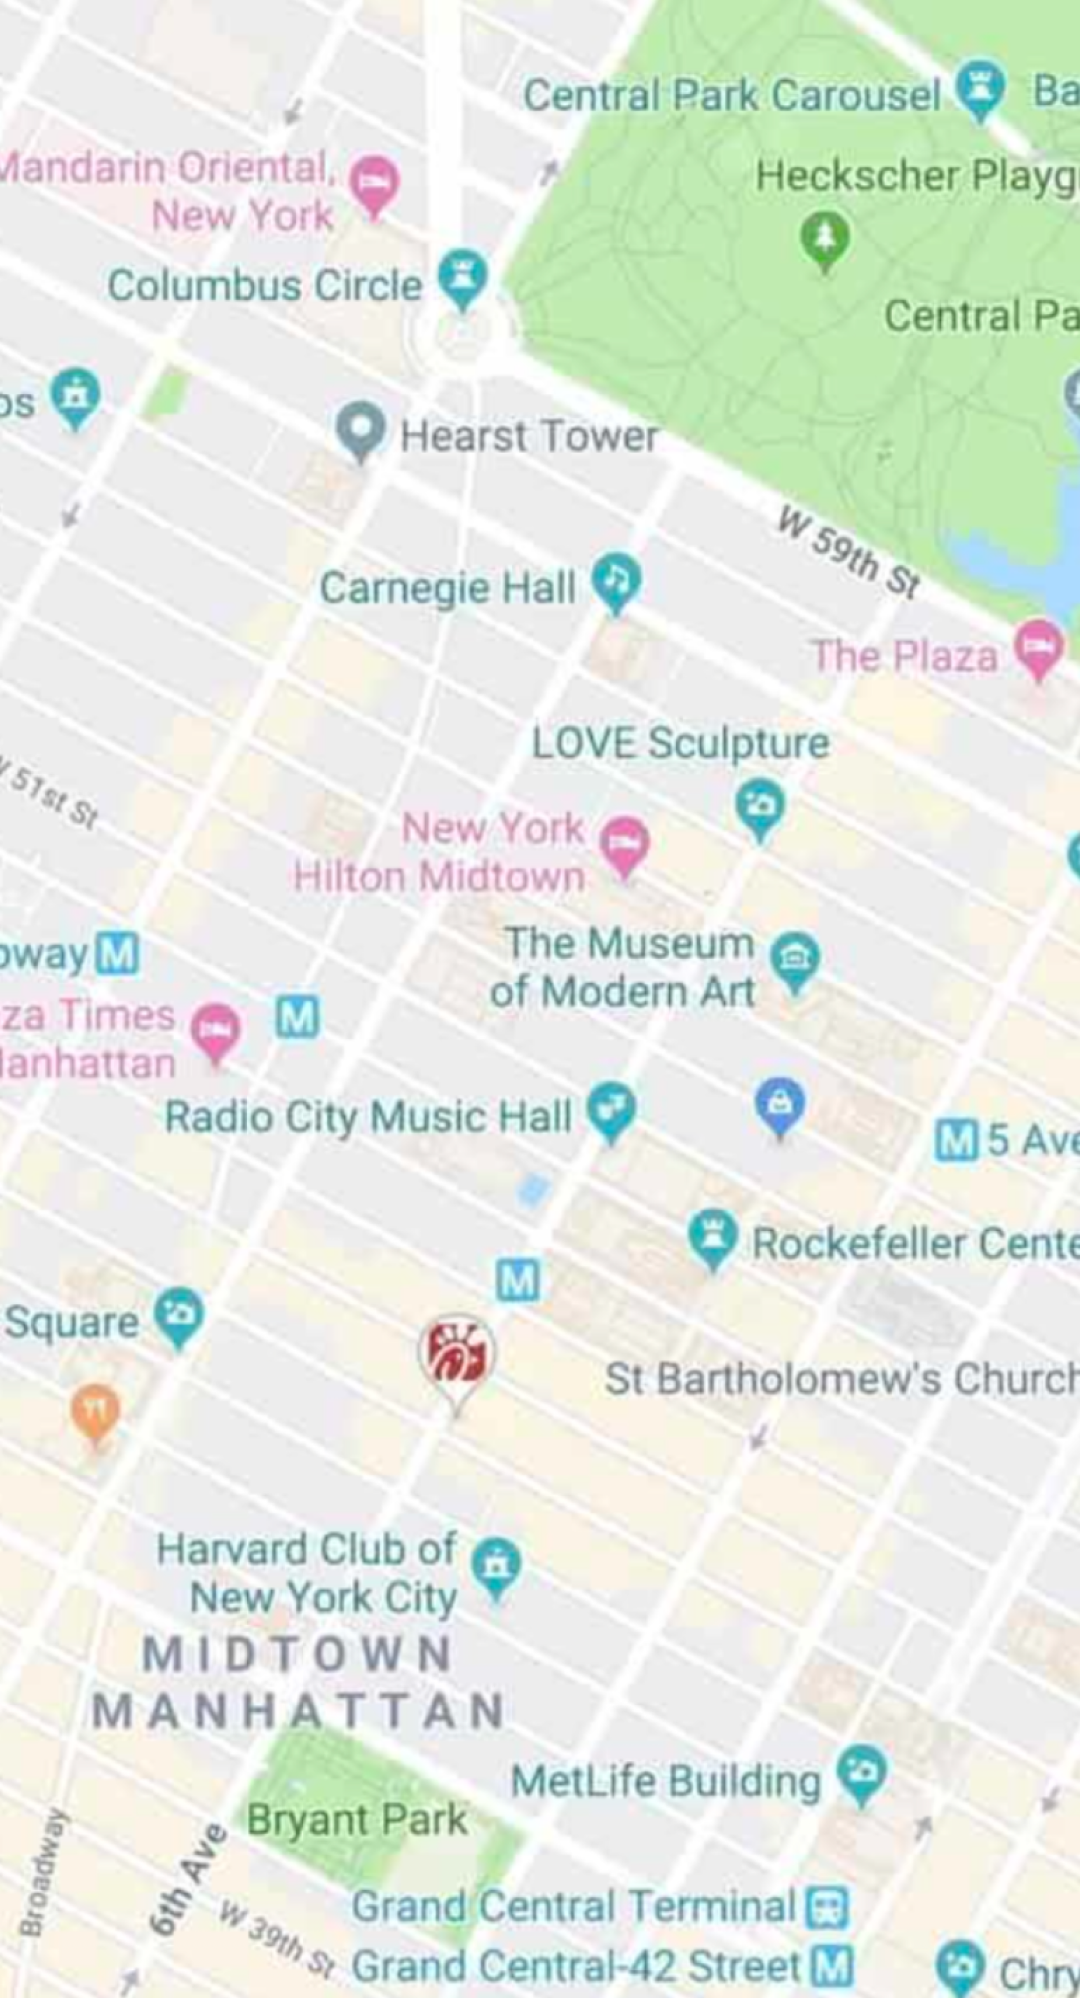 Central Park Carousel
Ba
Mandarin Oriental,
New York
Heckscher Playg
Columbus Circle
Central Pa
os
Hearst Tower
W 59th St
Carnegie Hall
The Plaza
LOVE Sculpture
W 51st St
New York
Hilton Midtown
The Museum
of Modern Art
way M
za Times
anhattan
M
Radio City Music Hall
M 5 Ave
Rockefeller Cente
M
Square
St Bartholomew's Church
Harvard Club of
New York City
MIDTOWN
MANHATTAN
MetLife Building
Bryant Park
Broadway
6th Ave
W 39th St
Grand Central Terminal
Grand Central-42 Street M
Chry